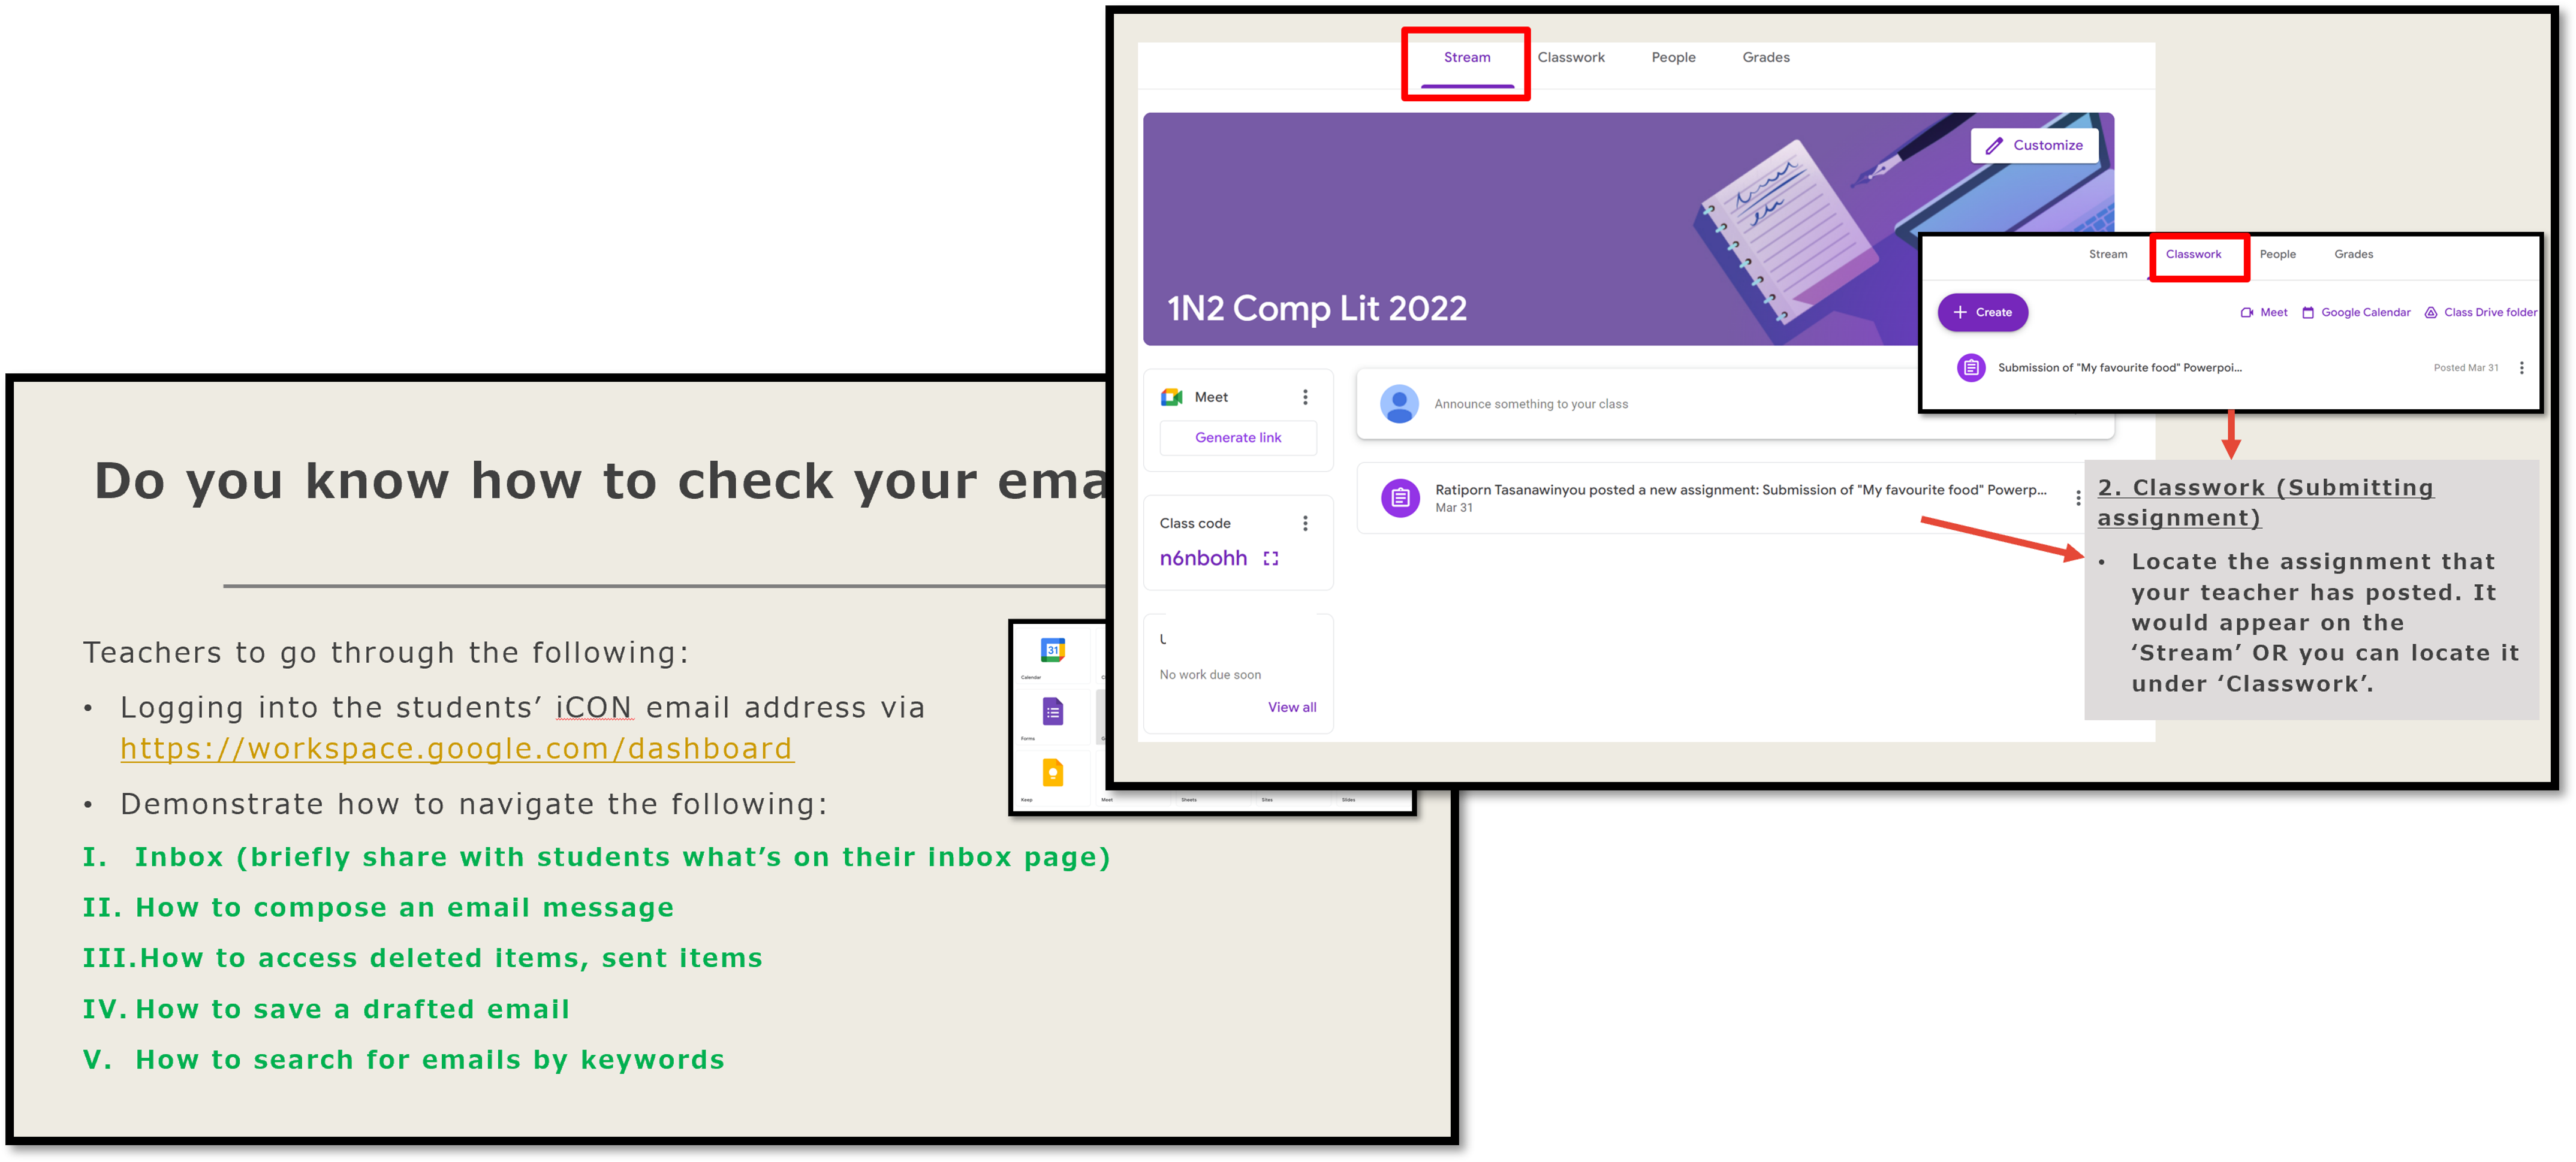 Do you know how to check your ema
Teachers to go through the following:
• Logging into the students’ iCON email address via
https://workspace.google.com/dashboard
• Demonstrate how to navigate the following:
I. Inbox (briefly share with students what’s on their inbox page)
II. How to compose an email message
III.How to access deleted items, sent items
IV. How to save a drafted email
V. How to search for emails by keywords
31
Calendar
Forms
Keep
Meet
Sheets
Sites
Slides
Stream Classwork People Grades
Customize
1N2 Comp Lit 2022
Meet
Generate link
Class code
n6nbohh
No work due soon
View all
Announce something to your class
Ratiporn Tasanawinyou posted a new assignment: Submission of "My favourite food" Powerp...
Mar 31
Stream Classwork People Grades
+ Create
Meet Google Calendar Class Drive folder
Submission of "My favourite food" Powerpoi...
Posted Mar 31
2. Classwork (Submitting
assignment)
• Locate the assignment that
your teacher has posted. It
would appear on the
‘Stream’ OR you can locate it
under ‘Classwork’.